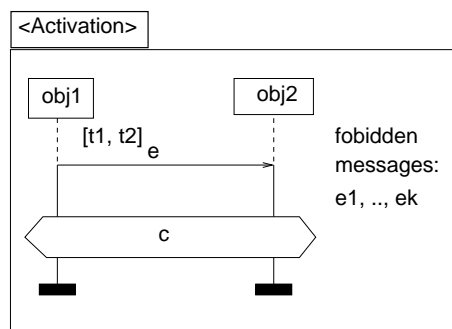 <Activation>
obj1
obj2
[t1, t2]
e
fobidden
messages:
e1, .., ek
c